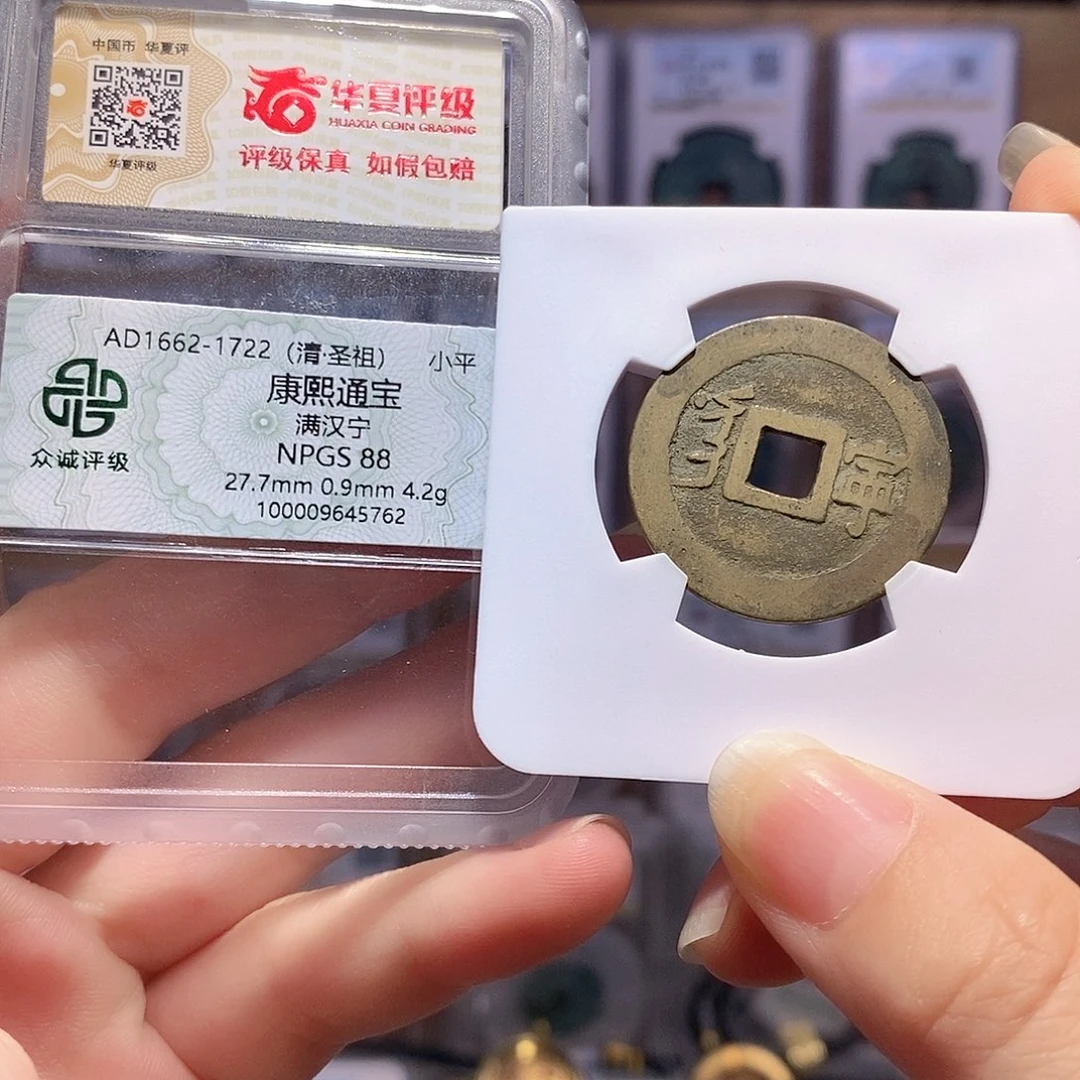 中国币 华夏评
华夏评级
华夏评级
HUAXIA COIN GRADING
评级保真 如假包赔
AD1662-1722（清·圣祖） 小平
康熙通宝
满汉宁
NPGS 88
27.7mm 0.9mm 4.2g
100009645762
众诚评级
寧